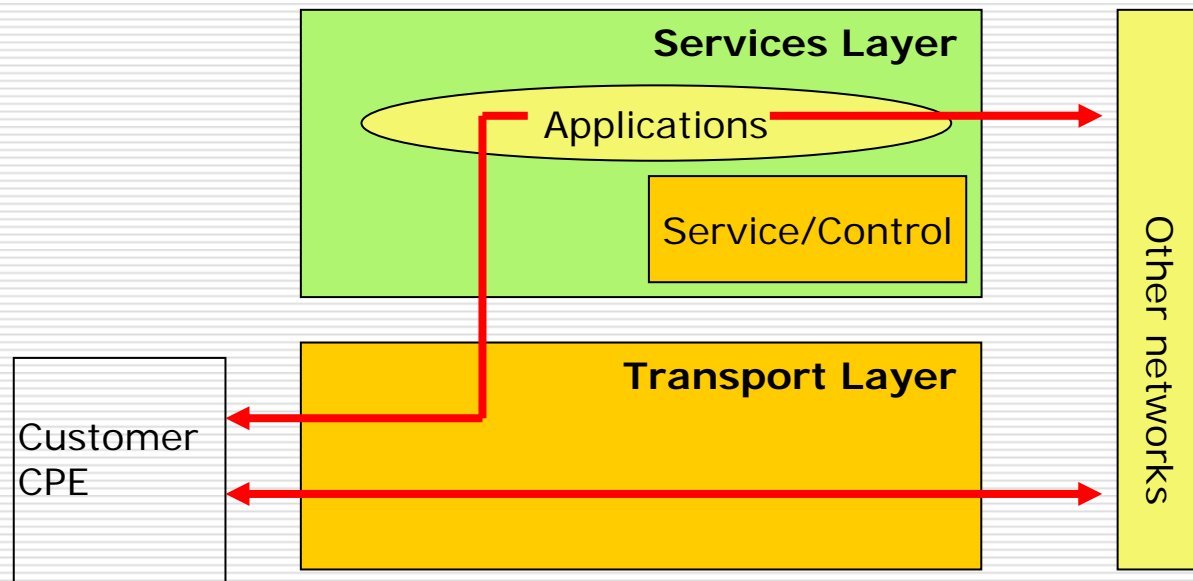 Services Layer
Applications
Service/Control
Transport Layer
Customer
CPE
Other networks